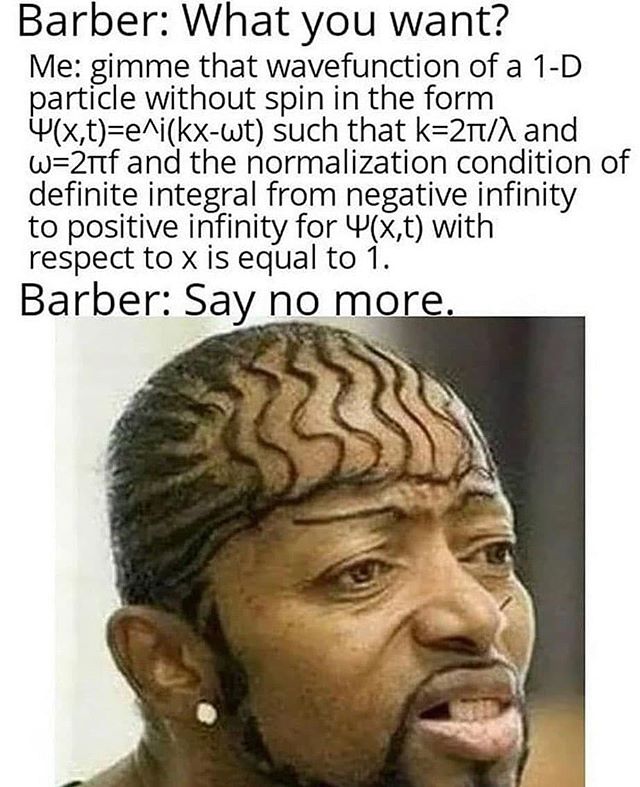 Barber: What you want?
Me: gimme that wavefunction of a 1-D
particle without spin in the form
Ψ(x,t)=e^i(kx-ωt) such that k=2π/λ and
ω=2πf and the normalization condition of
definite integral from negative infinity
to positive infinity for Ψ(x,t) with
respect to x is equal to 1.
Barber: Say no more.